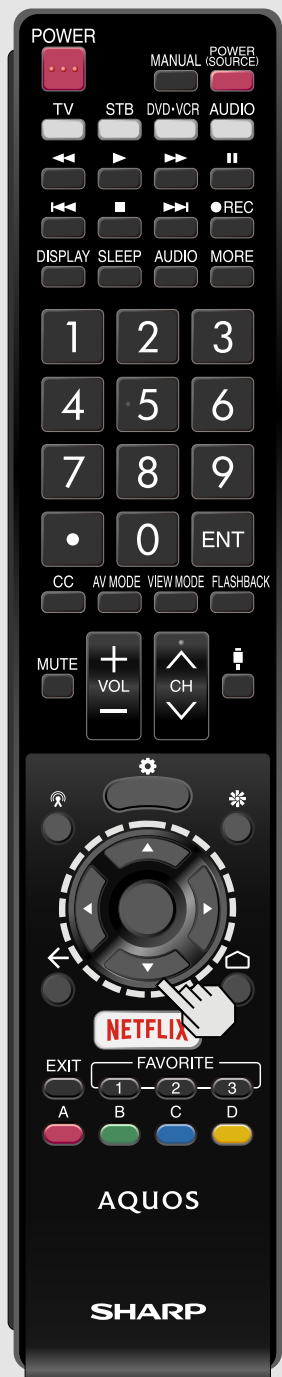 POWER
MANUAL POWER (SOURCE)
TV STB DVD•VCR AUDIO
●REC
DISPLAY SLEEP AUDIO MORE
1 2 3
4 5 6
7 8 9
• 0 ENT
CC AV MODE VIEW MODE FLASHBACK
MUTE + VOL − CH
NETFLIX
EXIT FAVORITE
1 2 3
A B C D
AQUOS
SHARP